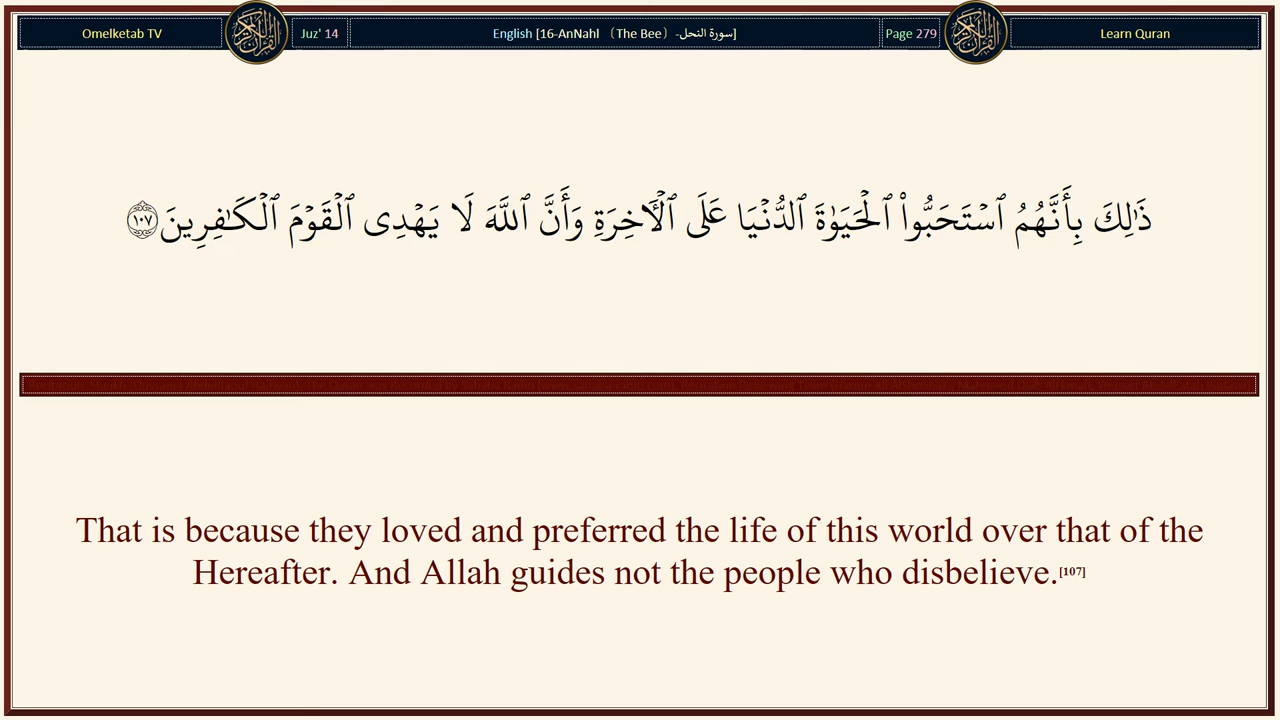 Omelketab TV
Juz' 14
English [16-AnNahl 〔The Bee〕 -سورة النحل]
Page 279
Learn Quran
ذَٰلِكَ بِأَنَّهُمُ ٱسۡتَحَبُّواْ ٱلۡحَيَوٰةَ ٱلدُّنۡيَا عَلَى ٱلۡأٓخِرَةِ وَأَنَّ ٱللَّهَ لَا يَهۡدِى ٱلۡقَوۡمَ ٱلۡكَٰفِرِينَ ١٠٧
That is because they loved and preferred the life of this world over that of the
Hereafter. And Allah guides not the people who disbelieve.[107]